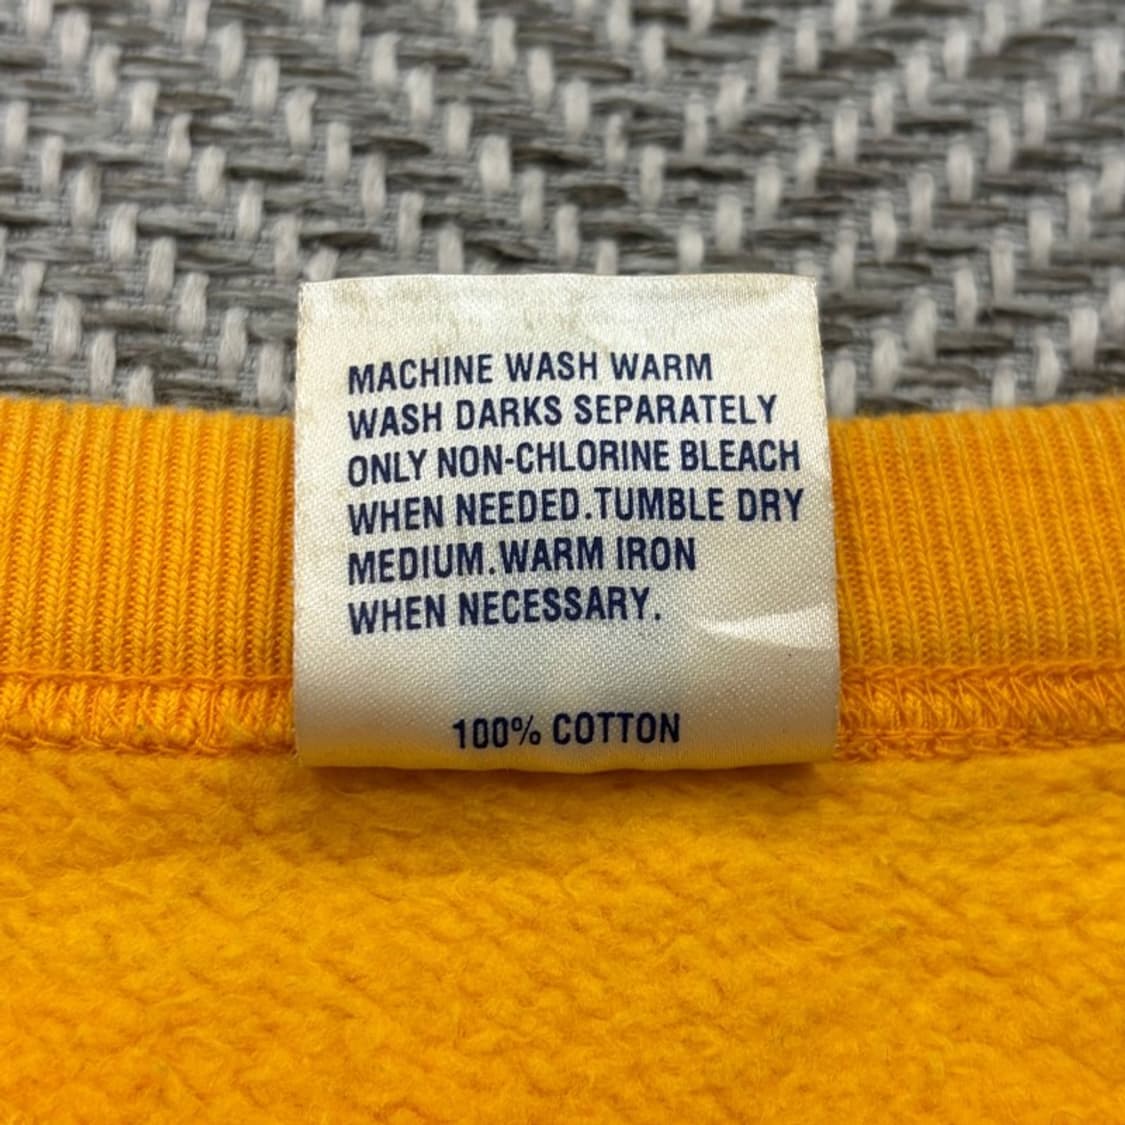 MACHINE WASH WARM
WASH DARKS SEPARATELY
ONLY NON-CHLORINE BLEACH
WHEN NEEDED.TUMBLE DRY
MEDIUM.WARM IRON
WHEN NECESSARY.
100% COTTON